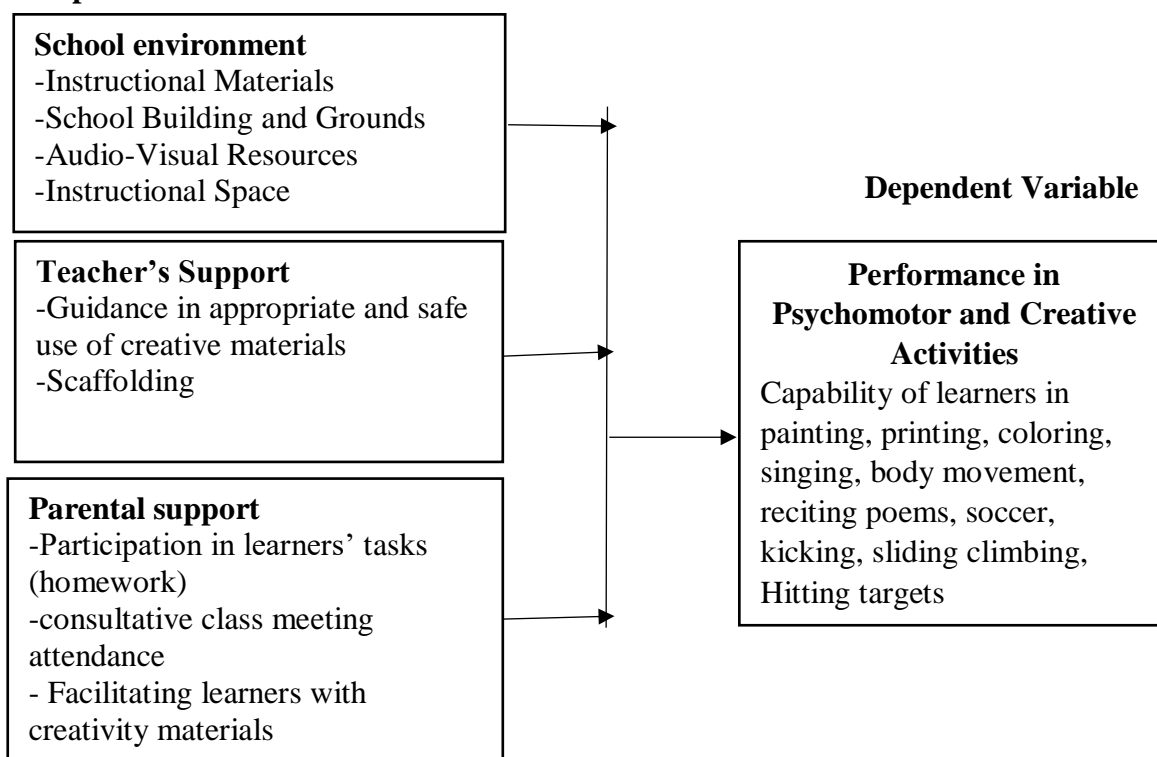 School environment
-Instructional Materials
-School Building and Grounds
-Audio-Visual Resources
-Instructional Space
Teacher's Support
-Guidance in appropriate and safe
use of creative materials
-Scaffolding
Parental support
-Participation in learners' tasks
(homework)
-consultative class meeting
attendance
- Facilitating learners with
creativity materials
Dependent Variable
Performance in
Psychomotor and Creative
Activities
Capability of learners in
painting, printing, coloring,
singing, body movement,
reciting poems, soccer,
kicking, sliding climbing,
Hitting targets